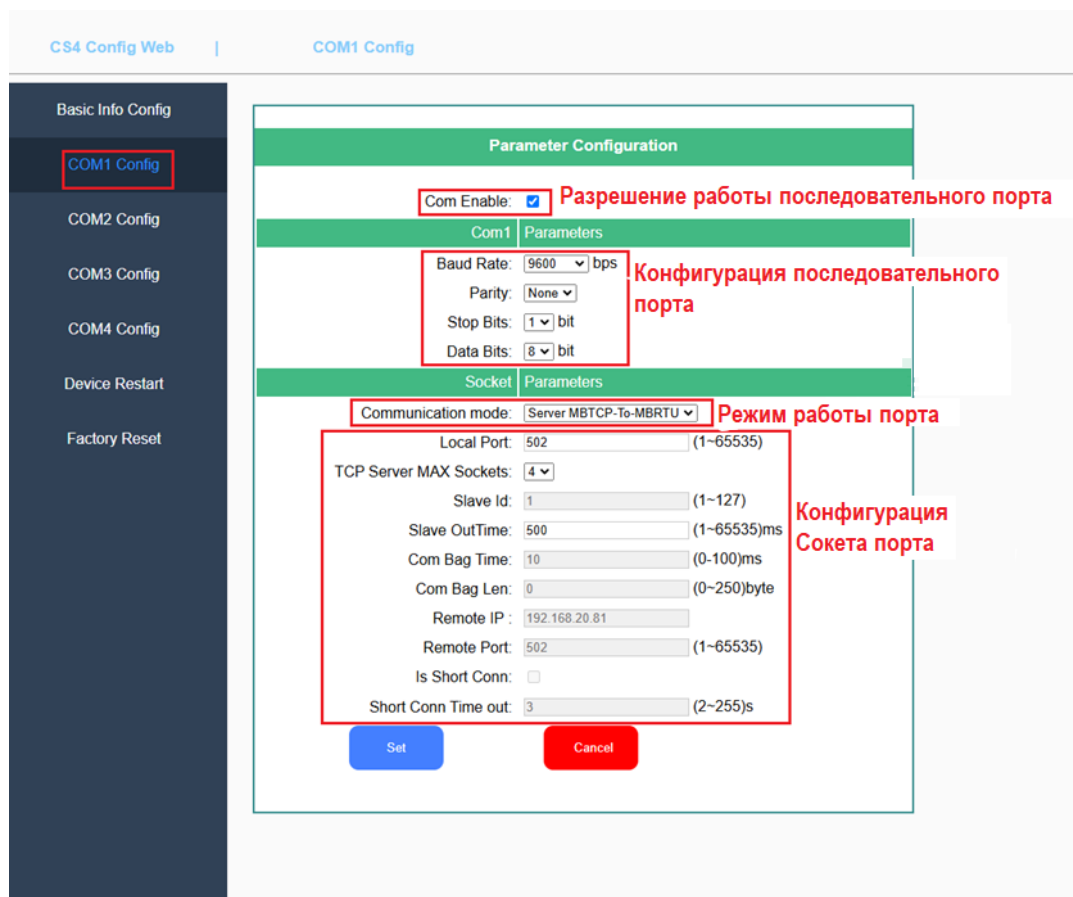 CS4 Config Web | COM1 Config
Basic Info Config
COM1 Config
COM2 Config
COM3 Config
COM4 Config
Device Restart
Factory Reset
Parameter Configuration
Com Enable: Разрешение работы последовательного порта
Com1 Parameters
Baud Rate: 9600 bps
Parity: None
Stop Bits: 1 bit
Data Bits: 8 bit
Конфигурация последовательного
порта
Socket Parameters
Communication mode: Server MBTCP-To-MBRTU Режим работы порта
Local Port: 502 (1~65535)
TCP Server MAX Sockets: 4
Slave Id: 1 (1~127)
Slave OutTime: 500 (1~65535)ms
Com Bag Time: 10 (0-100)ms
Com Bag Len: 0 (0~250)byte
Remote IP : 192.168.20.81
Remote Port: 502 (1~65535)
Is Short Conn:
Short Conn Time out: 3 (2~255)s
Конфигурация
Сокета порта
Set Cancel